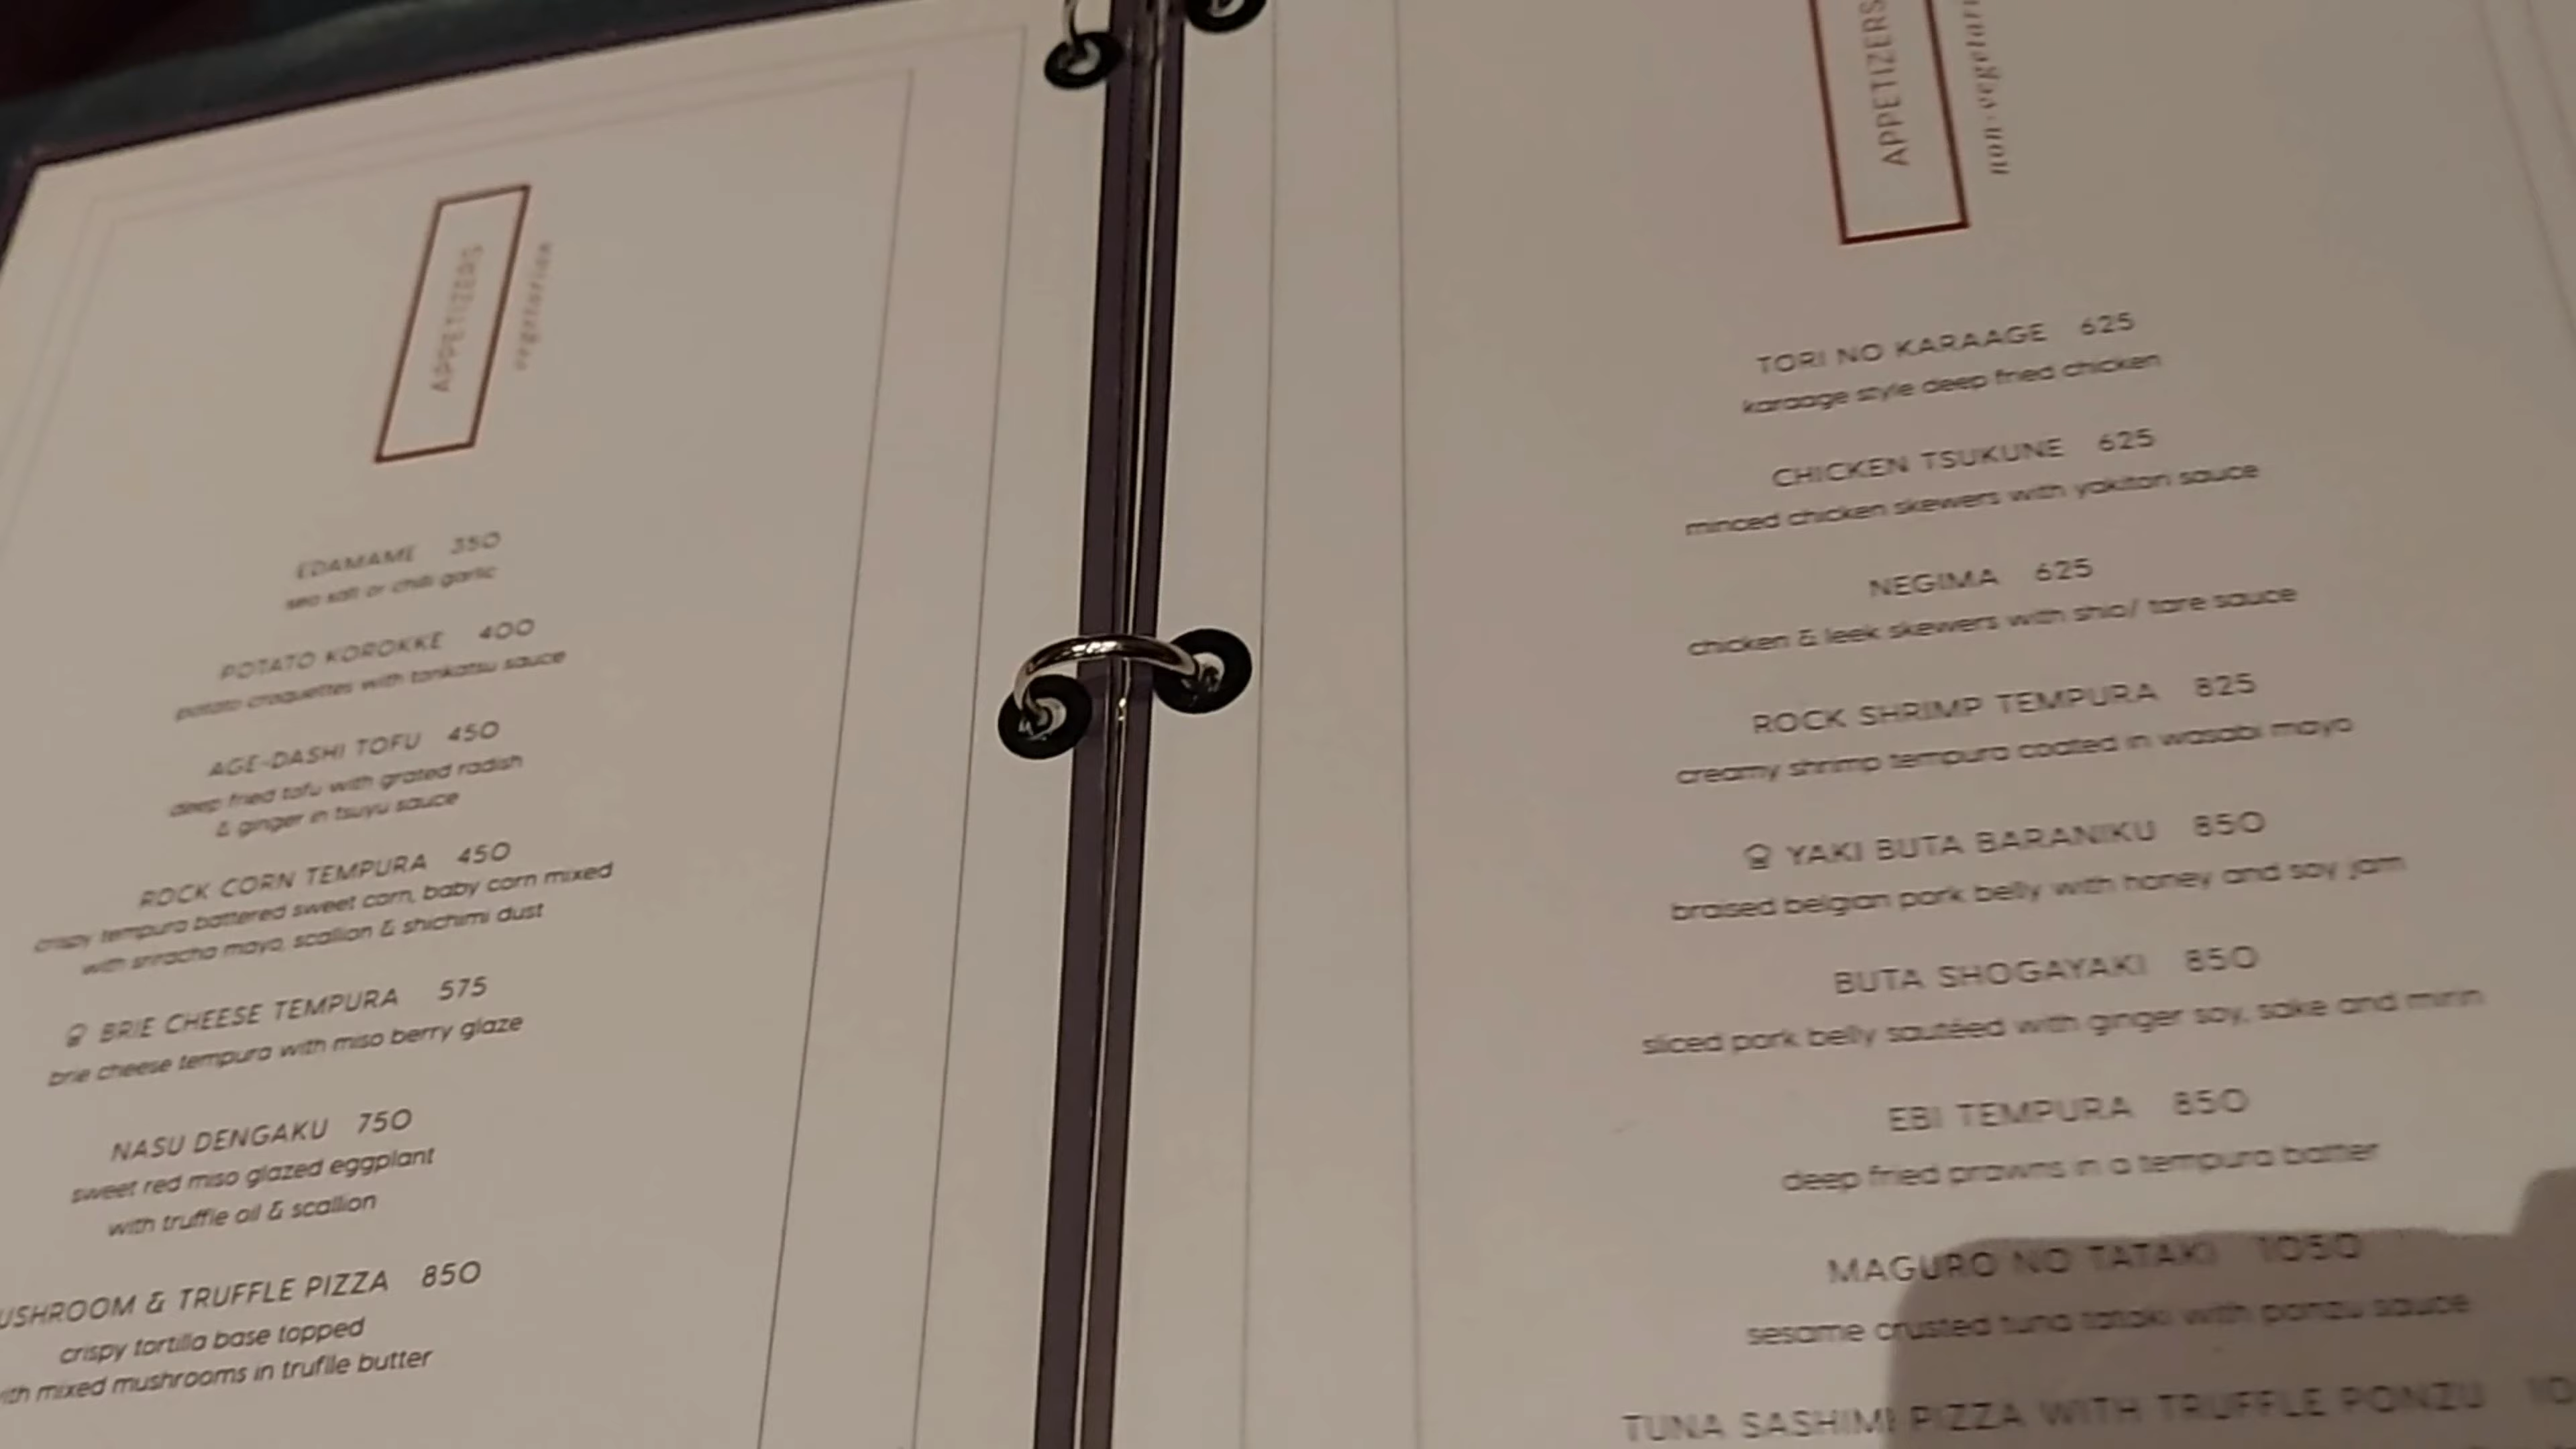 APPETIZERS
vegetarian
EDAMAME 350
sea salt or chilli garlic
POTATO KOROKKE 400
potato croquettes with tonkatsu sauce
AGE-DASHI TOFU 450
deep fried tofu with grated radish
& ginger in tsuyu sauce
ROCK CORN TEMPURA 450
crispy tempura battered sweet corn, baby corn mixed
with sriracha mayo, scallion & shichimi dust
BRIE CHEESE TEMPURA 575
brie cheese tempura with miso berry glaze
NASU DENGAKU 750
sweet red miso glazed eggplant
with truffle oil & scallion
USHROOM & TRUFFLE PIZZA 850
crispy tortilla base topped
ith mixed mushrooms in truflle butter
APPETIZERS
non-vegetari
TORI NO KARAAGE 625
karaage style deep fried chicken
CHICKEN TSUKUNE 625
minced chicken skewers with yakitori sauce
NEGIMA 625
chicken & leek skewers with shio/ tare sauce
ROCK SHRIMP TEMPURA 825
creamy shrimp tempura coated in wasabi mayo
YAKI BUTA BARANIKU 850
braised belgian pork belly with honey and soy jam
BUTA SHOGAYAKI 850
sliced pork belly sautéed with ginger soy, sake and mirin
EBI TEMPURA 850
deep fried prawns in a tempura batter
MAGURO NO TATAKI 1050
sesame crusted tuna tataki with ponzu sauce
TUNA SASHIMI PIZZA WITH TRUFFLE PONZU 10